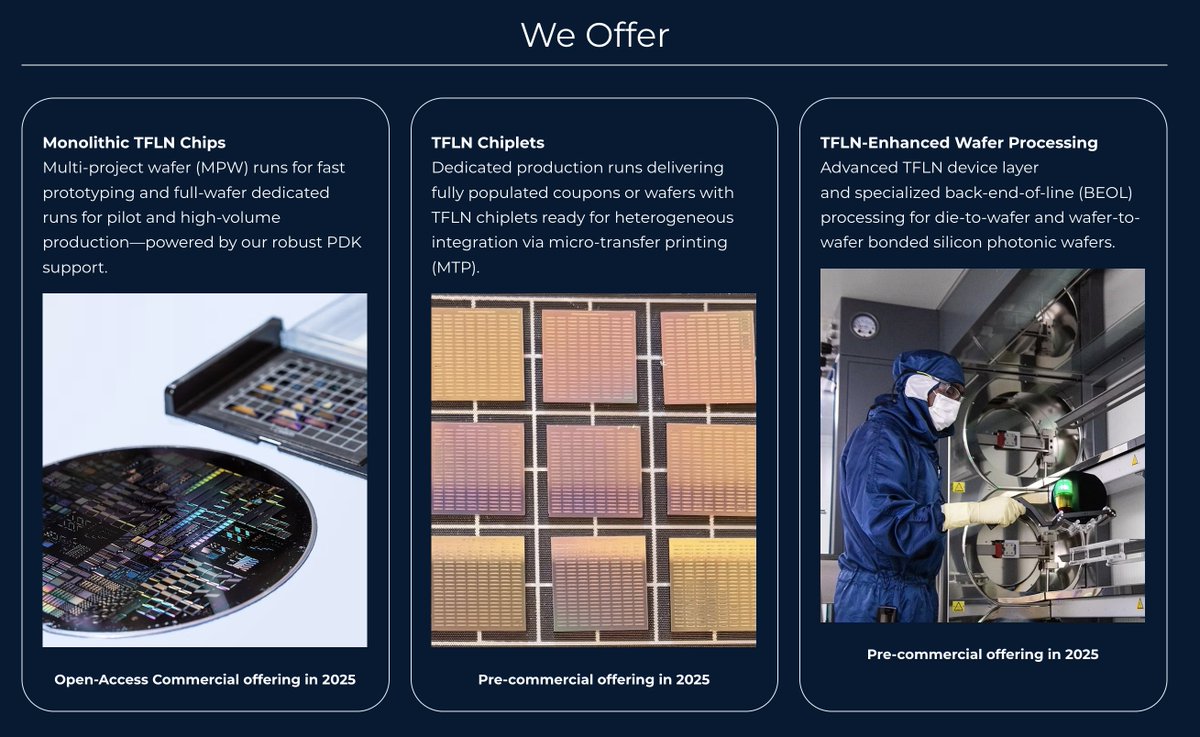 We Offer
Monolithic TFLN Chips
Multi-project wafer (MPW) runs for fast
prototyping and full-wafer dedicated
runs for pilot and high-volume
production—powered by our robust PDK
support.
Open-Access Commercial offering in 2025
TFLN Chiplets
Dedicated production runs delivering
fully populated coupons or wafers with
TFLN chiplets ready for heterogeneous
integration via micro-transfer printing
(MTP).
Pre-commercial offering in 2025
TFLN-Enhanced Wafer Processing
Advanced TFLN device layer
and specialized back-end-of-line (BEOL)
processing for die-to-wafer and wafer-to-
wafer bonded silicon photonic wafers.
Pre-commercial offering in 2025